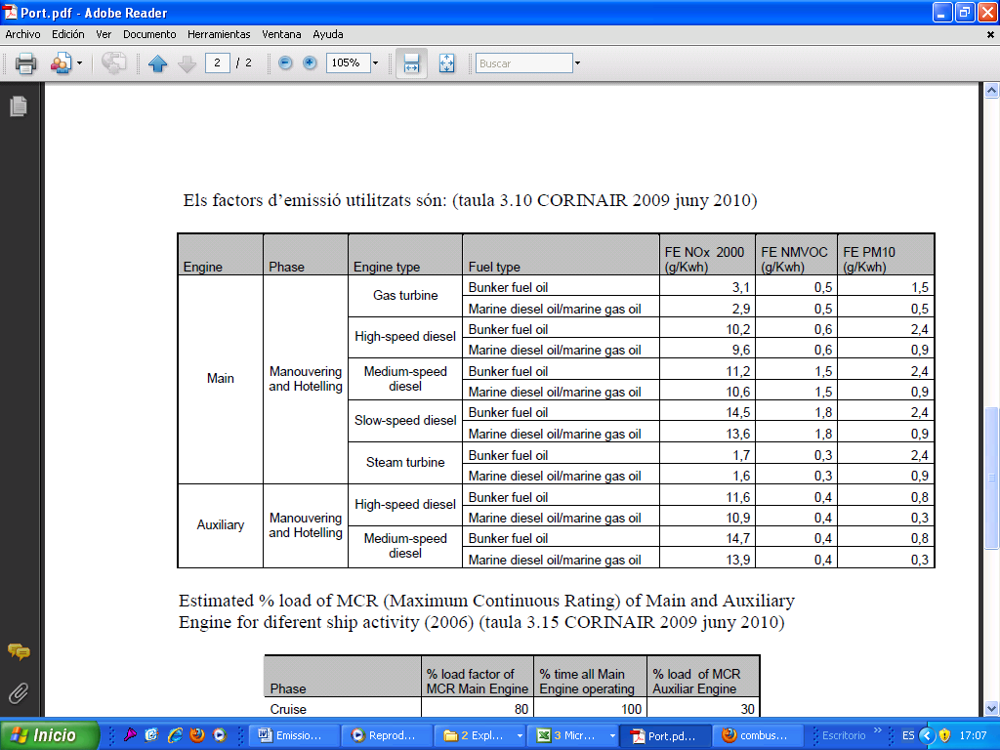 Port.pdf - Adobe Reader
Archivo Edición Ver Documento Herramientas Ventana Ayuda
2 / 2 105% Buscar
Els factors d'emissió utilitzats són: (taula 3.10 CORINAIR 2009 juny 2010)
Engine Phase Engine type Fuel type FE NOx 2000 (g/Kwh) FE NMVOC (g/Kwh) FE PM10 (g/Kwh)
Main Manouvering and Hotelling Gas turbine Bunker fuel oil 3,1 0,5 1,5
Marine diesel oil/marine gas oil 2,9 0,5 0,5
High-speed diesel Bunker fuel oil 10,2 0,6 2,4
Marine diesel oil/marine gas oil 9,6 0,6 0,9
Medium-speed diesel Bunker fuel oil 11,2 1,5 2,4
Marine diesel oil/marine gas oil 10,6 1,5 0,9
Slow-speed diesel Bunker fuel oil 14,5 1,8 2,4
Marine diesel oil/marine gas oil 13,6 1,8 0,9
Steam turbine Bunker fuel oil 1,7 0,3 2,4
Marine diesel oil/marine gas oil 1,6 0,3 0,9
Auxiliary Manouvering and Hotelling High-speed diesel Bunker fuel oil 11,6 0,4 0,8
Marine diesel oil/marine gas oil 10,9 0,4 0,3
Medium-speed diesel Bunker fuel oil 14,7 0,4 0,8
Marine diesel oil/marine gas oil 13,9 0,4 0,3
Estimated % load of MCR (Maximum Continuous Rating) of Main and Auxiliary
Engine for diferent ship activity (2006) (taula 3.15 CORINAIR 2009 juny 2010)
Phase % load factor of MCR Main Engine % time all Main Engine operating % load of MCR Auxiliar Engine
Cruise 80 100 30
Inicio Emissio... Reprod... 2 Expl... 3 Micr... Port.pd... combus... Escritorio ES 17:07